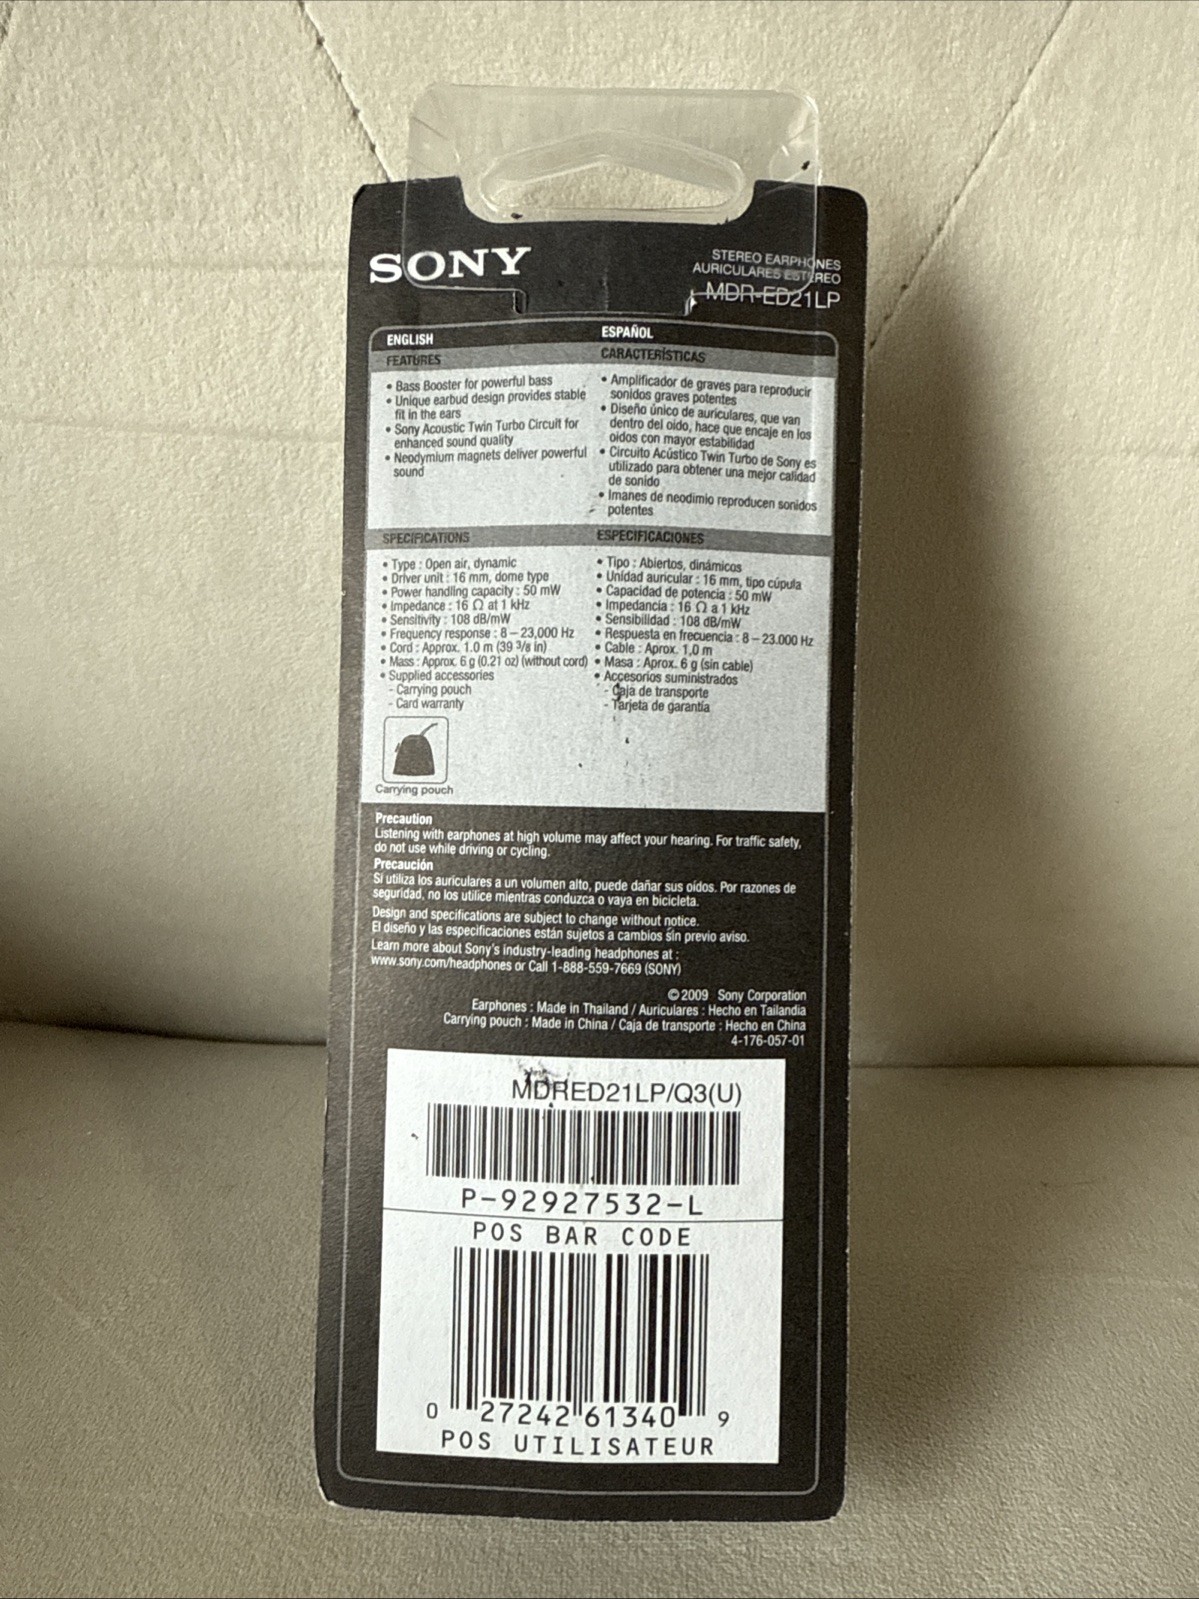 SONY
STEREO EARPHONES
AURICULARES ESTÉREO
MDR-ED21LP
ENGLISH
FEATURES
• Bass Booster for powerful bass
• Unique earbud design provides stable
fit in the ears
• Sony Acoustic Twin Turbo Circuit for
enhanced sound quality
• Neodymium magnets deliver powerful
sound
ESPAÑOL
CARACTERÍSTICAS
• Amplificador de graves para reproducir
sonidos graves potentes
• Diseño único de auriculares, que van
dentro del oído, hace que encaje en los
oídos con mayor estabilidad
• Circuito Acústico Twin Turbo de Sony es
utilizado para obtener una mejor calidad
de sonido
• Imanes de neodimio reproducen sonidos
potentes
SPECIFICATIONS
• Type : Open air, dynamic
• Driver unit : 16 mm, dome type
• Power handling capacity : 50 mW
• Impedance : 16 Ω at 1 kHz
• Sensitivity : 108 dB/mW
• Frequency response : 8 – 23,000 Hz
• Cord : Approx. 1.0 m (39 3/8 in)
• Mass : Approx. 6 g (0.21 oz) (without cord)
• Supplied accessories
- Carrying pouch
- Card warranty
Carrying pouch
ESPECIFICACIONES
• Tipo : Abiertos, dinámicos
• Unidad auricular : 16 mm, tipo cúpula
• Capacidad de potencia : 50 mW
• Impedancia : 16 Ω a 1 kHz
• Sensibilidad : 108 dB/mW
• Respuesta en frecuencia : 8 – 23.000 Hz
• Cable : Aprox. 1,0 m
• Masa : Aprox. 6 g (sin cable)
• Accesorios suministrados
- Caja de transporte
- Tarjeta de garantía
Precaution
Listening with earphones at high volume may affect your hearing. For traffic safety,
do not use while driving or cycling.
Precaución
Si utiliza los auriculares a un volumen alto, puede dañar sus oídos. Por razones de
seguridad, no los utilice mientras conduzca o vaya en bicicleta.
Design and specifications are subject to change without notice.
El diseño y las especificaciones están sujetos a cambios sin previo aviso.
Learn more about Sony's industry-leading headphones at :
www.sony.com/headphones or Call 1-888-559-7669 (SONY)
©2009 Sony Corporation
Earphones : Made in Thailand / Auriculares : Hecho en Tailandia
Carrying pouch : Made in China / Caja de transporte : Hecho en China
4-176-057-01
MDRED21LP/Q3(U)
P-92927532-L
POS BAR CODE
0 27242 61340 9
POS UTILISATEUR